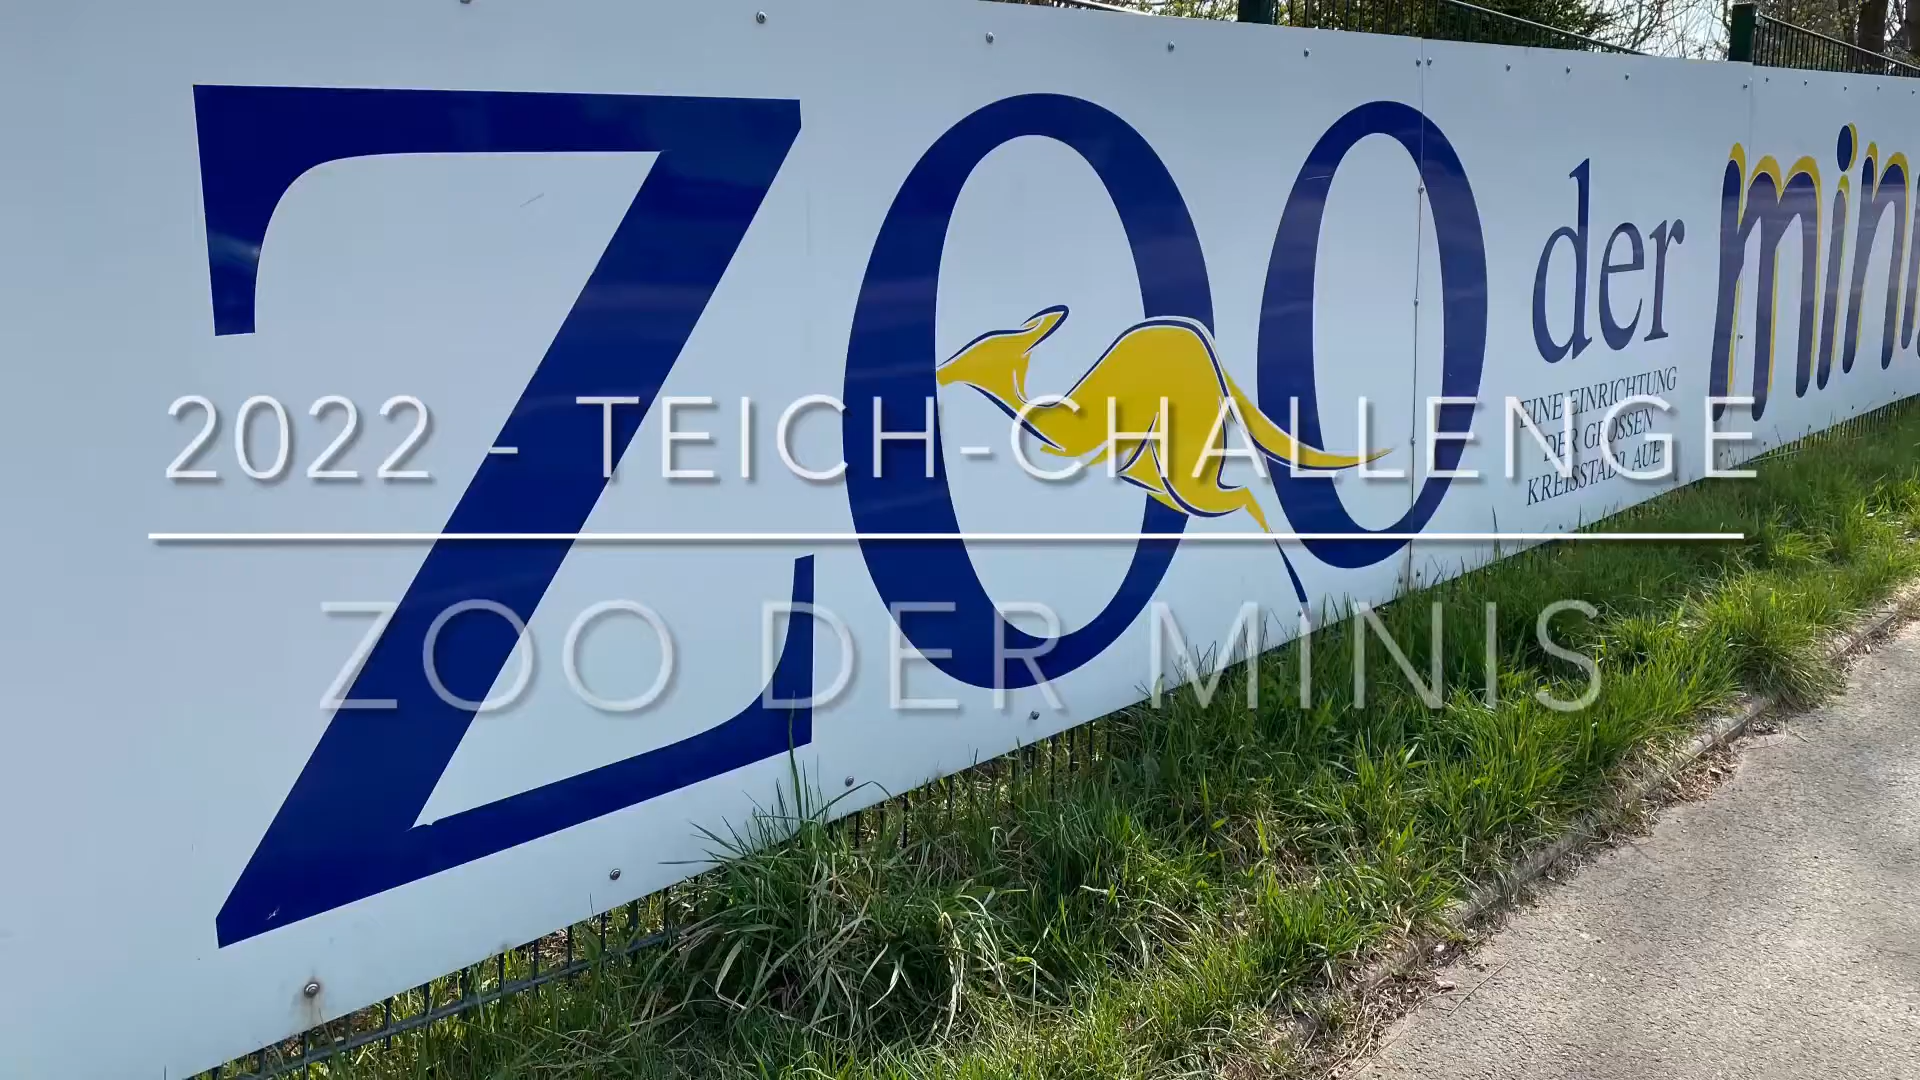 ZOO der mini
EINE EINRICHTUNG
DER GROSSEN
KREISSTADT AUE
2022 - TEICH-CHALLENGE
ZOO DER MINIS